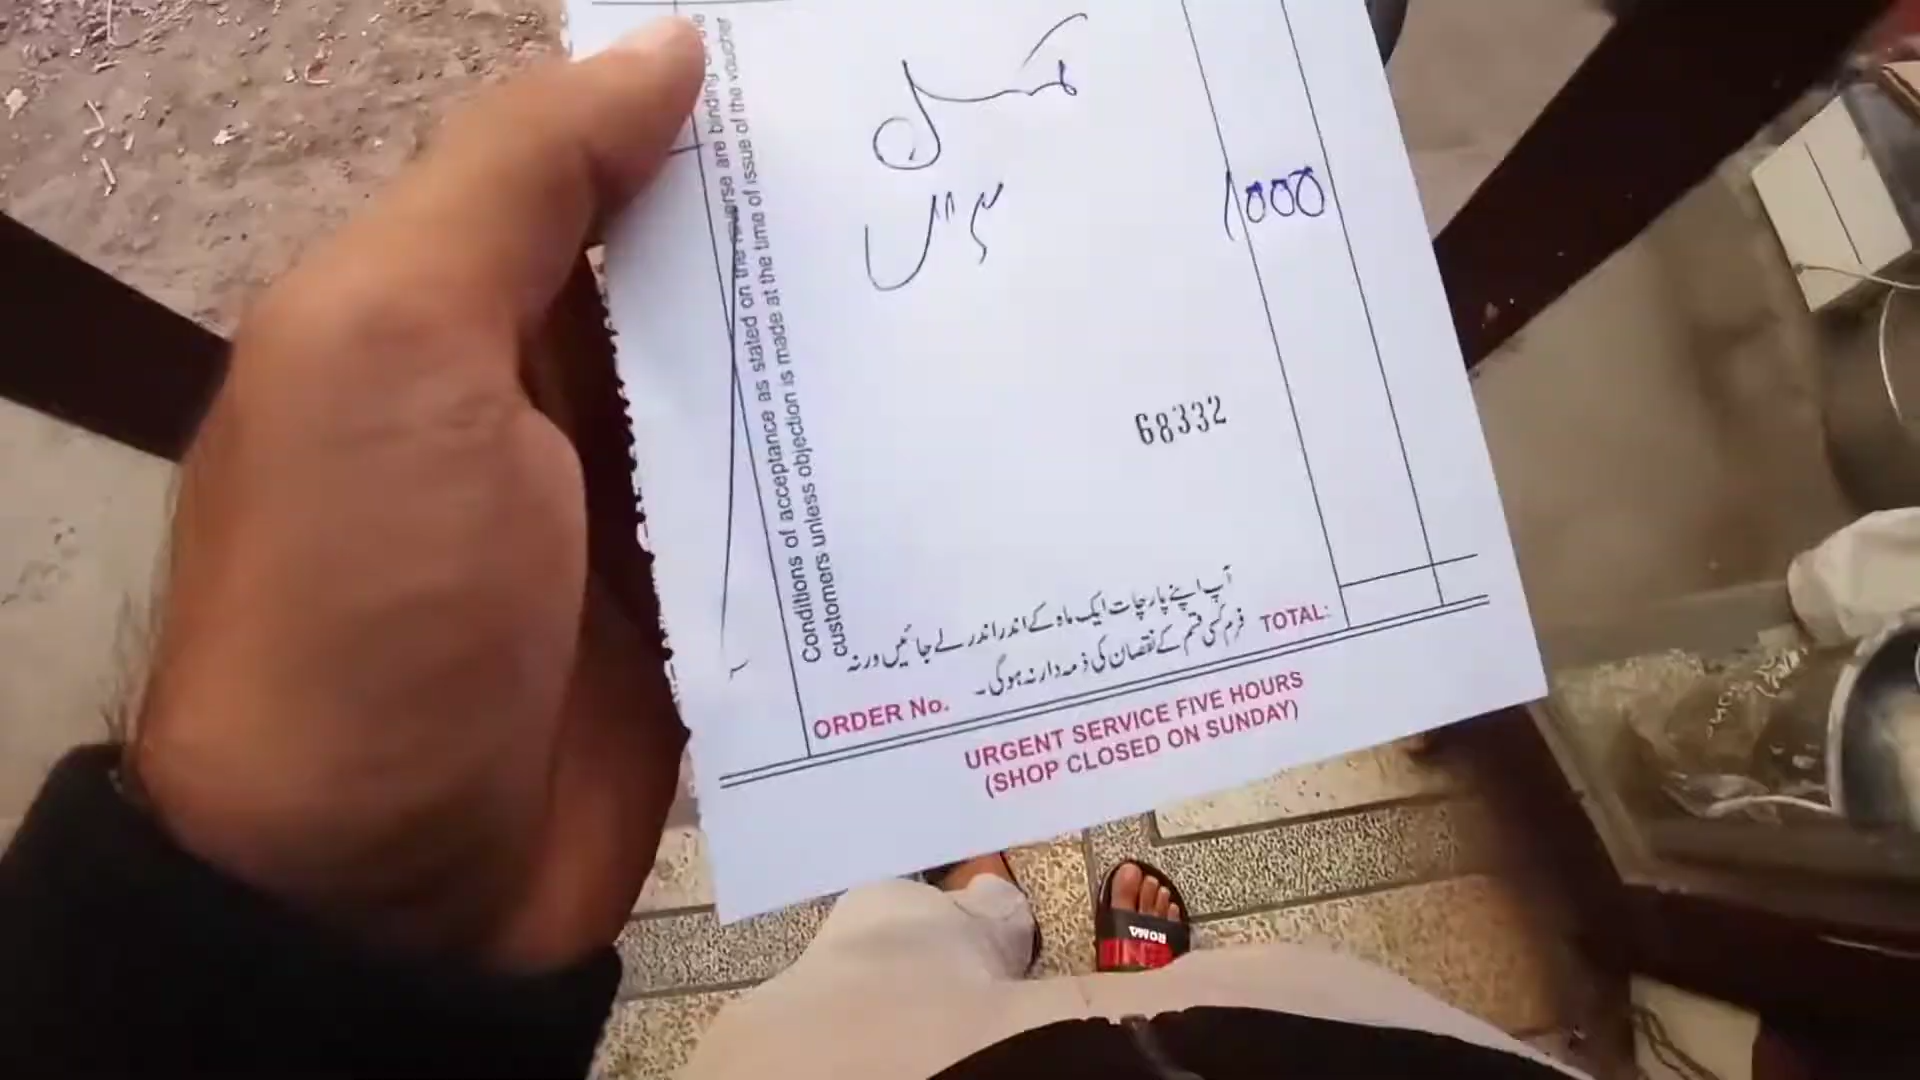 Conditions of acceptance as stated on the reverse are binding
customers unless objection is made at the time of issue of the voucher
کمبل
1000
68332
آپ اپنے پارچات ایک ماہ کے اندر اندر لے جائیں ورنہ
فرم کسی قسم کے نقصان کی ذمہ دار نہ ہوگی۔
TOTAL:
ORDER No.
URGENT SERVICE FIVE HOURS
(SHOP CLOSED ON SUNDAY)
ROMA